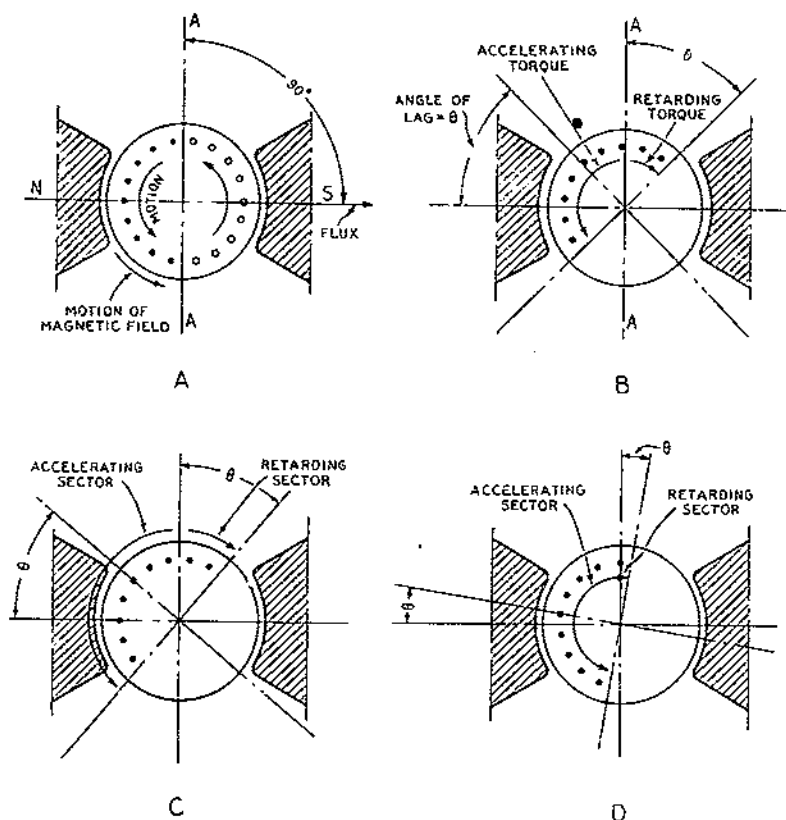 A
90°
N
MOTION
S
FLUX
MOTION OF
MAGNETIC FIELD
A
A
A
θ
ACCELERATING
TORQUE
ANGLE OF
LAG = θ
RETARDING
TORQUE
A
B
ACCELERATING
SECTOR
θ
RETARDING
SECTOR
θ
C
θ
ACCELERATING
SECTOR
RETARDING
SECTOR
θ
D